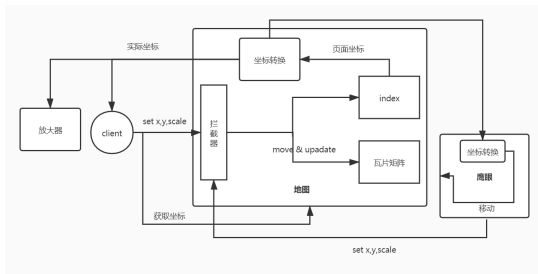 实际坐标
坐标转换
页面坐标
放大器
client
set x,y,scale
拦截器
index
move & upadate
瓦片矩阵
地图
坐标转换
鹰眼
移动
获取坐标
set x,y,scale